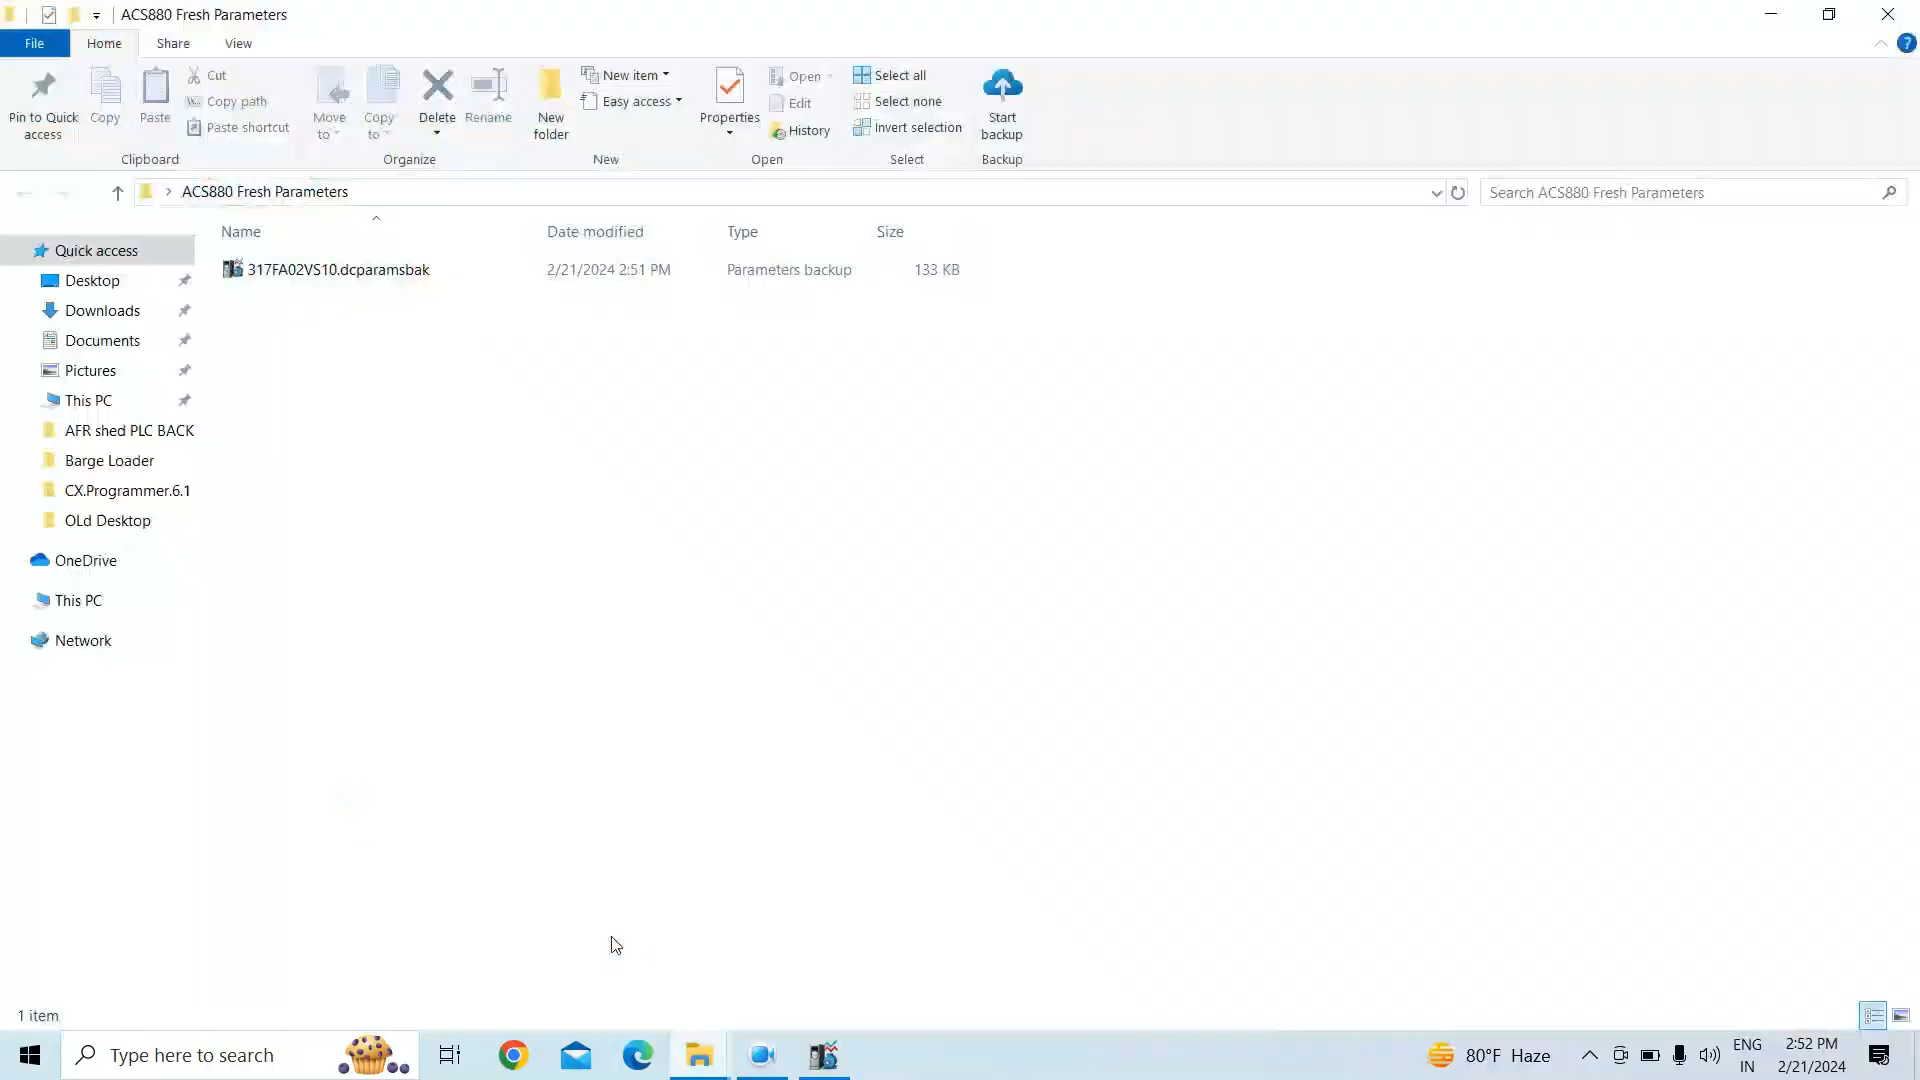 ACS880 Fresh Parameters
File Home Share View
Pin to Quick access
Copy
Paste
Cut
Copy path
Paste shortcut
Clipboard
Move to
Copy to
Delete
Rename
Organize
New folder
New item
Easy access
New
Properties
Open
Edit
History
Open
Select all
Select none
Invert selection
Select
Start backup
Backup
ACS880 Fresh Parameters
Search ACS880 Fresh Parameters
Name Date modified Type Size
317FA02VS10.dcparamsbak 2/21/2024 2:51 PM Parameters backup 133 KB
Quick access
Desktop
Downloads
Documents
Pictures
This PC
AFR shed PLC BACK
Barge Loader
CX.Programmer.6.1
OLd Desktop
OneDrive
This PC
Network
1 item
Type here to search
80°F Haze
ENG
IN
2:52 PM
2/21/2024